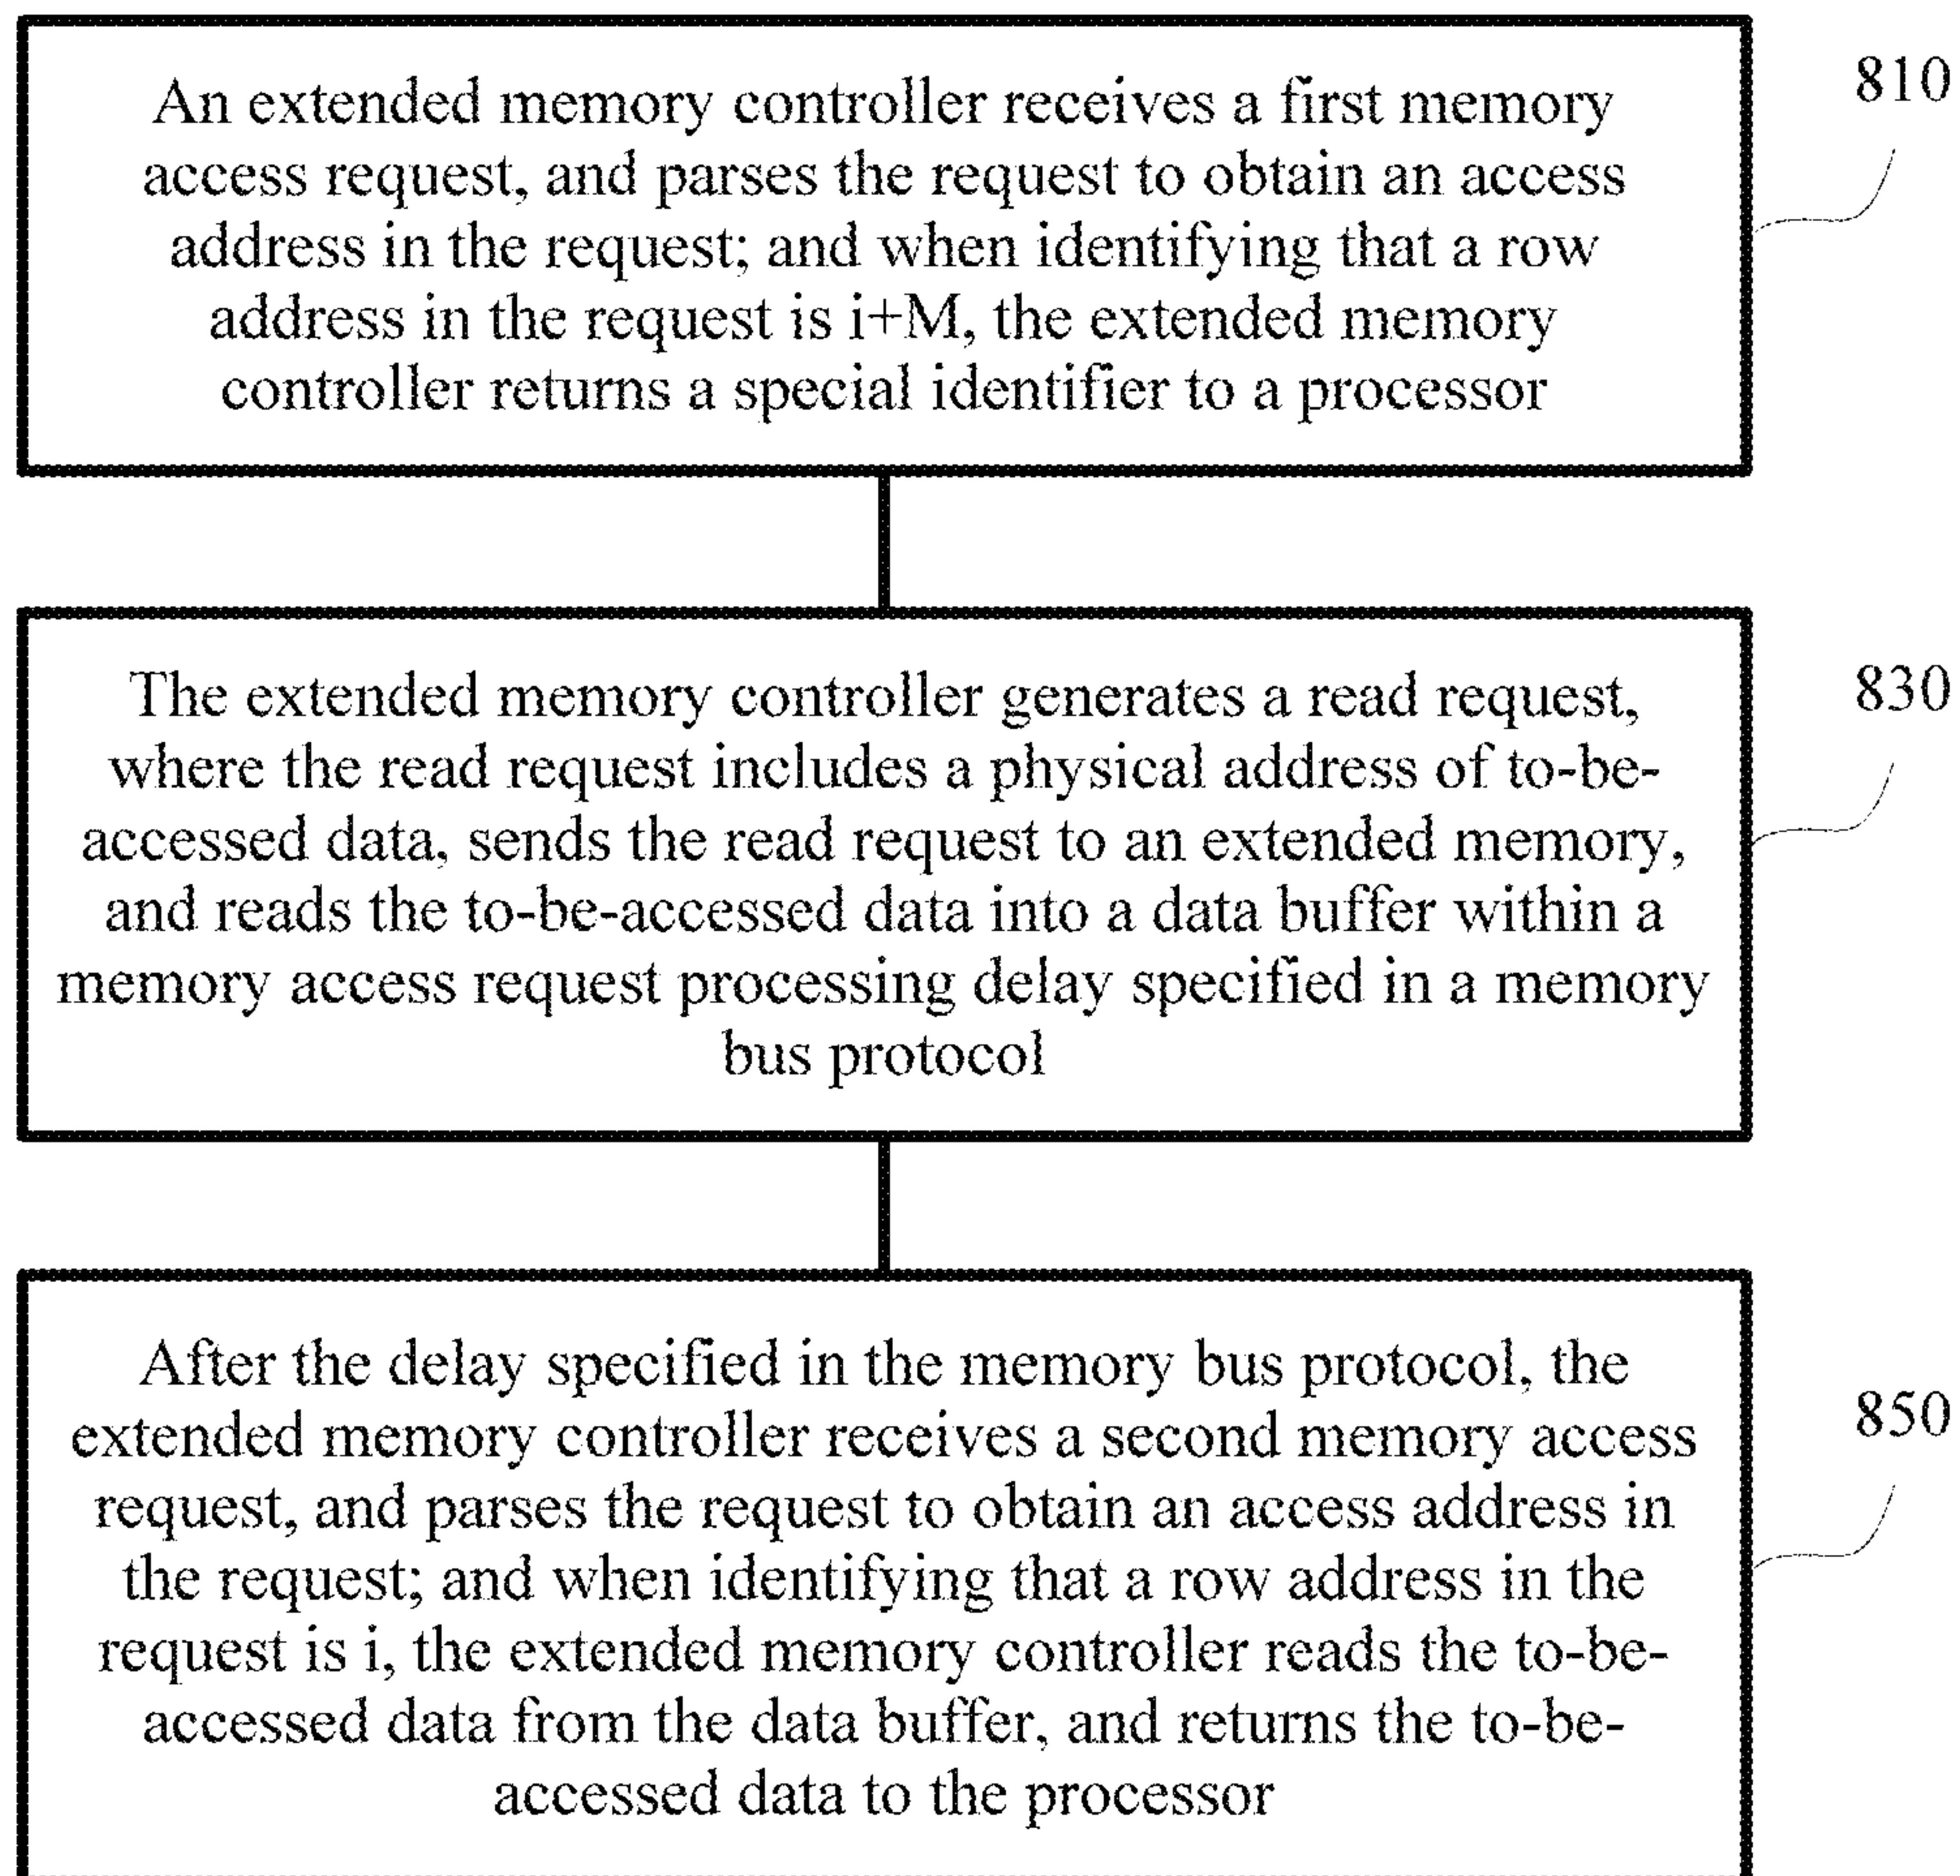 An extended memory controller receives a first memory
access request, and parses the request to obtain an access
address in the request; and when identifying that a row
address in the request is i+M, the extended memory
controller returns a special identifier to a processor
810
The extended memory controller generates a read request,
where the read request includes a physical address of to-be-
accessed data, sends the read request to an extended memory,
and reads the to-be-accessed data into a data buffer within a
memory access request processing delay specified in a memory
bus protocol
830
After the delay specified in the memory bus protocol, the
extended memory controller receives a second memory access
request, and parses the request to obtain an access address in
the request; and when identifying that a row address in the
request is i, the extended memory controller reads the to-be-
accessed data from the data buffer, and returns the to-be-
accessed data to the processor
850